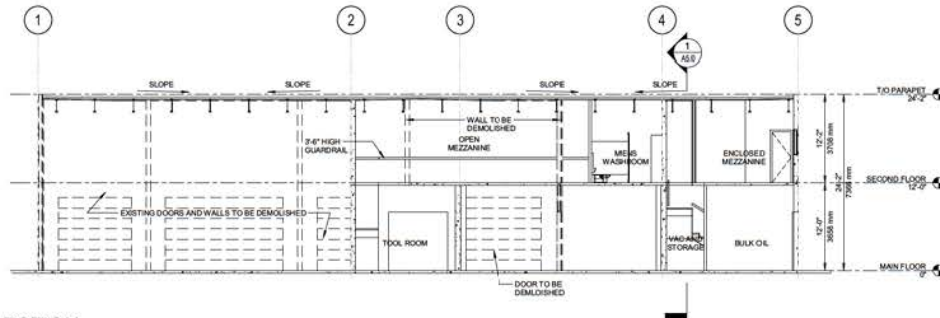 1
2
3
4
5
1
A5.0
SLOPE
SLOPE
SLOPE
SLOPE
T/O PARAPET
24'-2"
WALL TO BE
DEMOLISHED
3'-6" HIGH
GUARDRAIL
OPEN
MEZZANINE
MENS
WASHROOM
ENCLOSED
MEZZANINE
12'-2"
3708 mm
24'-2"
7366 mm
SECOND FLOOR
12'-0"
EXISTING DOORS AND WALLS TO BE DEMOLISHED
TOOL ROOM
VAC AND
STORAGE
BULK OIL
12'-0"
3658 mm
MAIN FLOOR
0"
DOOR TO BE
DEMLOISHED